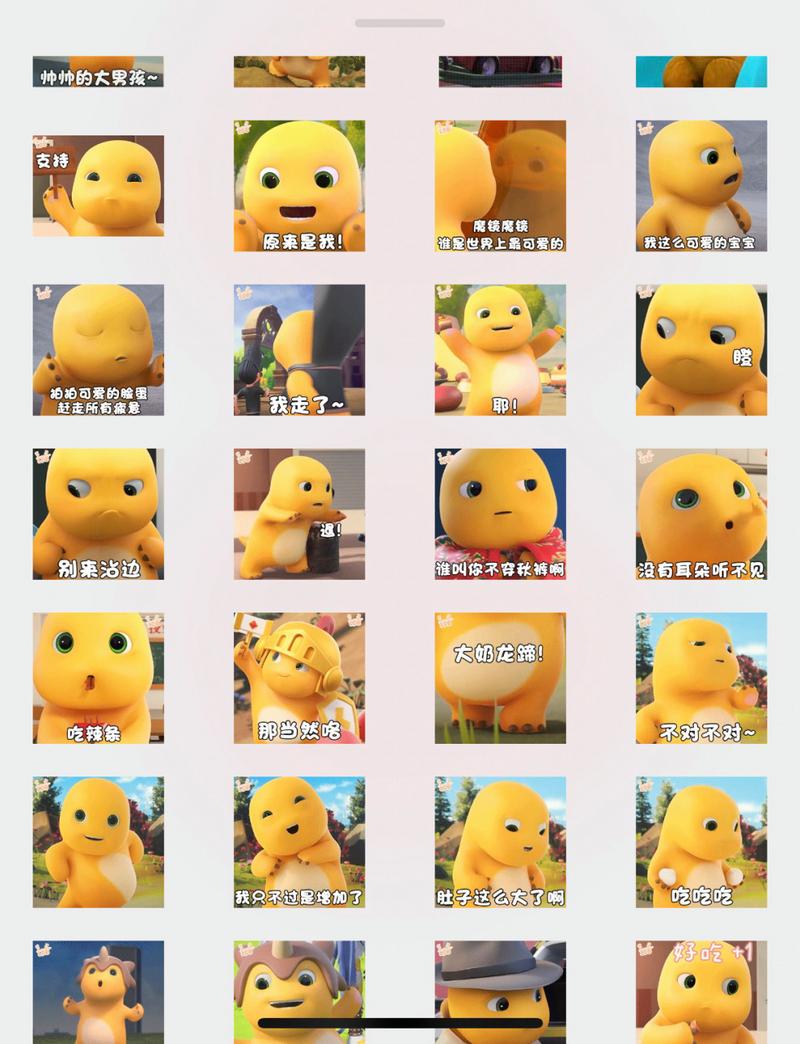 帅帅的大男孩~
支持
原来是我!
魔镜魔镜
谁是世界上最可爱的
我这么可爱的宝宝
拍拍可爱的脸蛋
赶走所有疲惫
我走了~
耶!
瞪
别来沾边
退!
谁叫你不穿秋裤啊
没有耳朵听不见
吃辣条
那当然咯
大奶龙蹄!
不对不对~
我只不过是增加了
肚子这么大了啊
吃吃吃
好吃 +1